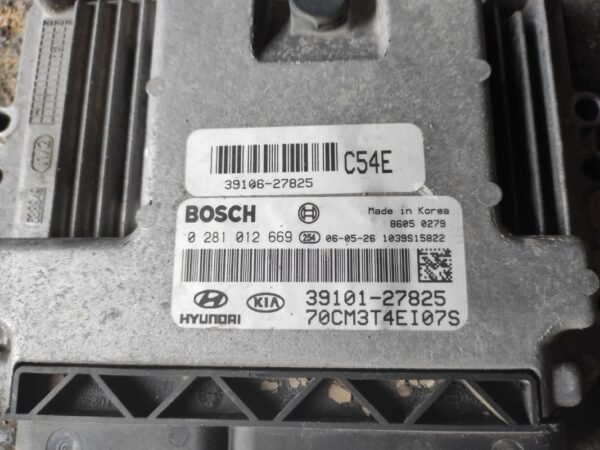 C54E
39106-27825
BOSCH
Made in Korea
8605 0279
0 281 012 669 254 06-05-26 1039S15822
39101-27825
HYUNDAI KIA
70CM3T4EI07S